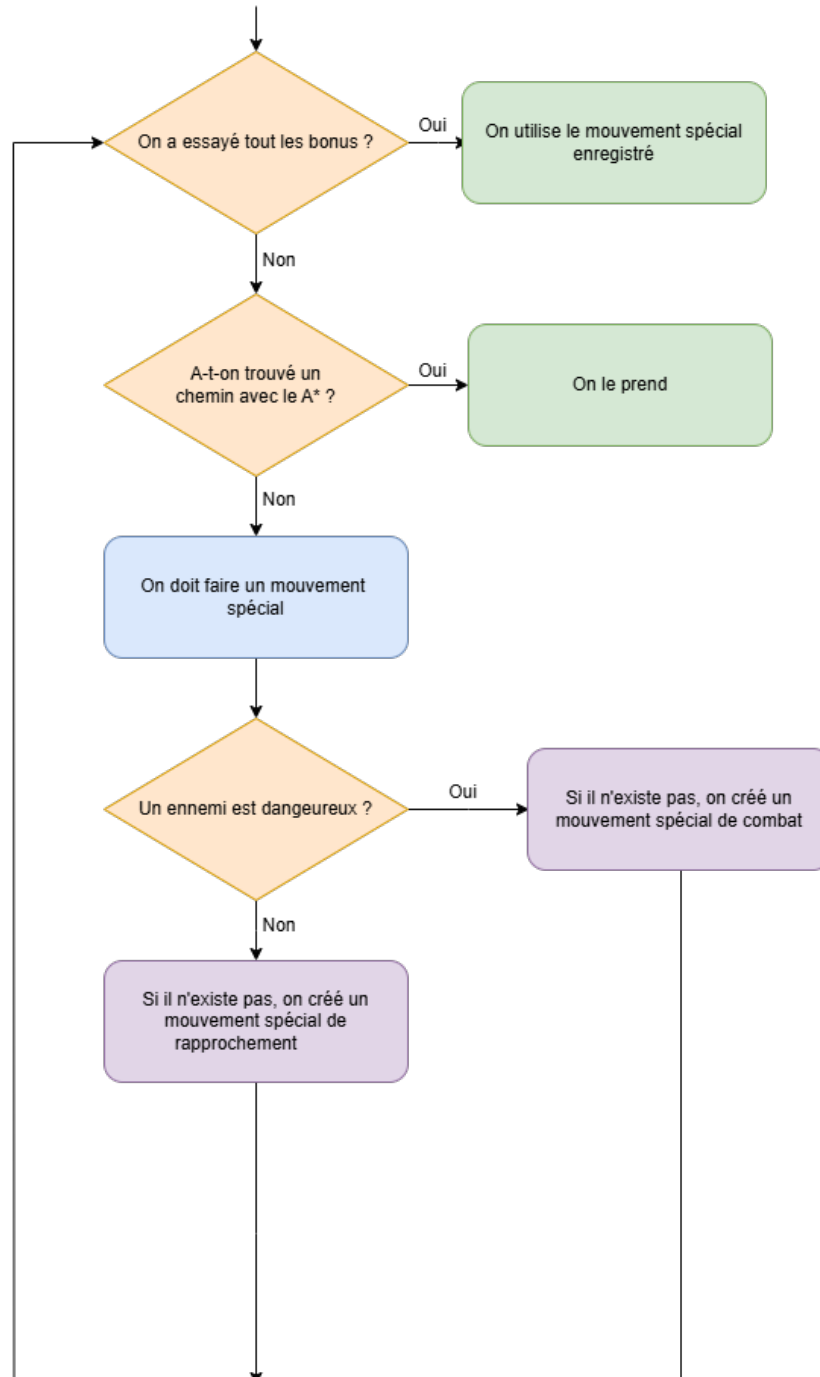 On a essayé tout les bonus ?
Oui
On utilise le mouvement spécial
enregistré
Non
A-t-on trouvé un
chemin avec le A* ?
Oui
On le prend
Non
On doit faire un mouvement
spécial
Un ennemi est dangeureux ?
Oui
Si il n'existe pas, on créé un
mouvement spécial de combat
Non
Si il n'existe pas, on créé un
mouvement spécial de
rapprochement